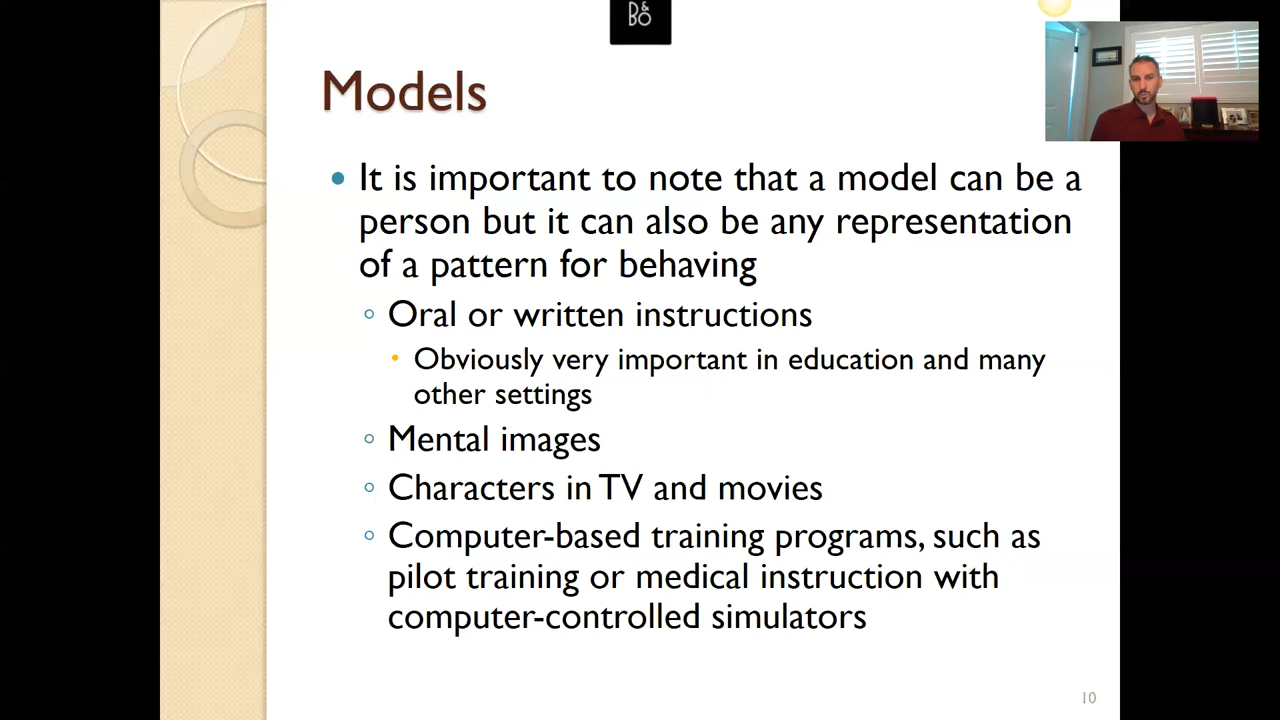 B&
BO
Models
It is important to note that a model can be a
person but it can also be any representation
of a pattern for behaving
Oral or written instructions
Obviously very important in education and many
other settings
Mental images
Characters in TV and movies
Computer-based training programs, such as
pilot training or medical instruction with
computer-controlled simulators
10